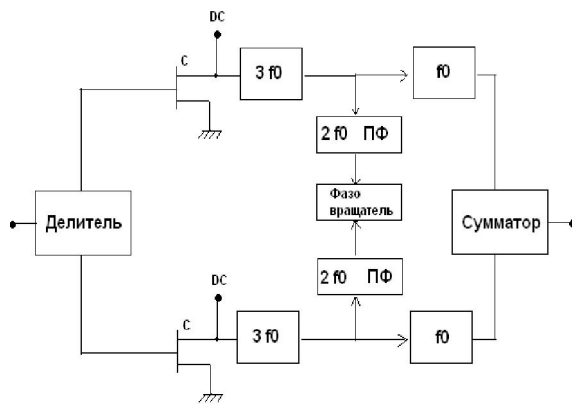 DC
С
3 f0
f0
2 f0 ПФ
Фазо
вращатель
Делитель
Сумматор
2 f0 ПФ
DC
С
3 f0
f0